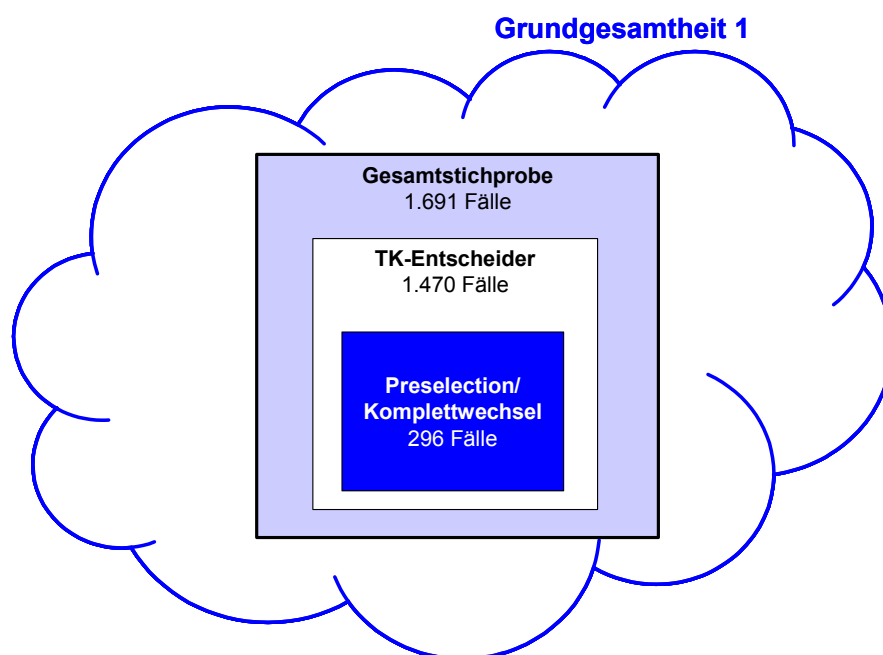 Grundgesamtheit 1
Gesamtstichprobe
1.691 Fälle
TK-Entscheider
1.470 Fälle
Preselection/
Komplettwechsel
296 Fälle